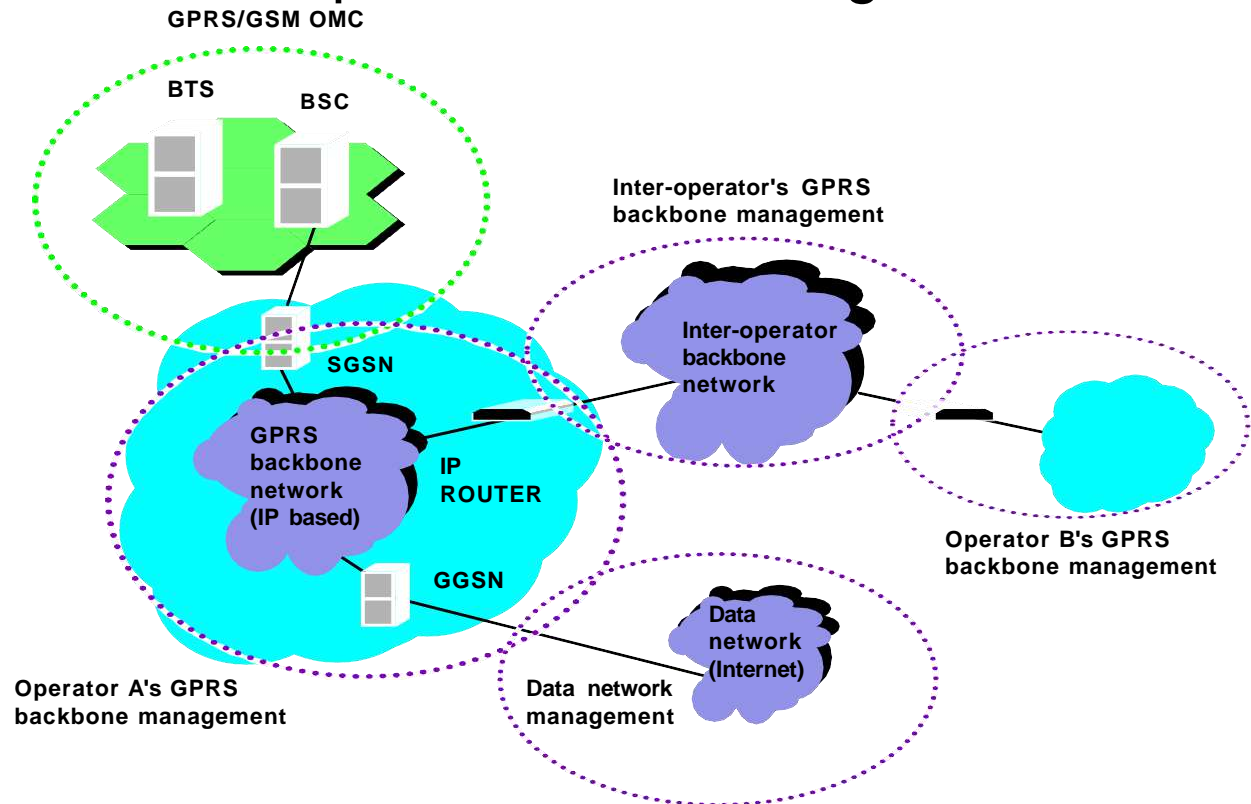 GPRS/GSM OMC
BTS
BSC
Inter-operator's GPRS
backbone management
Inter-operator
backbone
network
SGSN
GPRS
backbone
network
(IP based)
IP
ROUTER
Operator B's GPRS
backbone management
GGSN
Data
network
(Internet)
Operator A's GPRS
backbone management
Data network
management